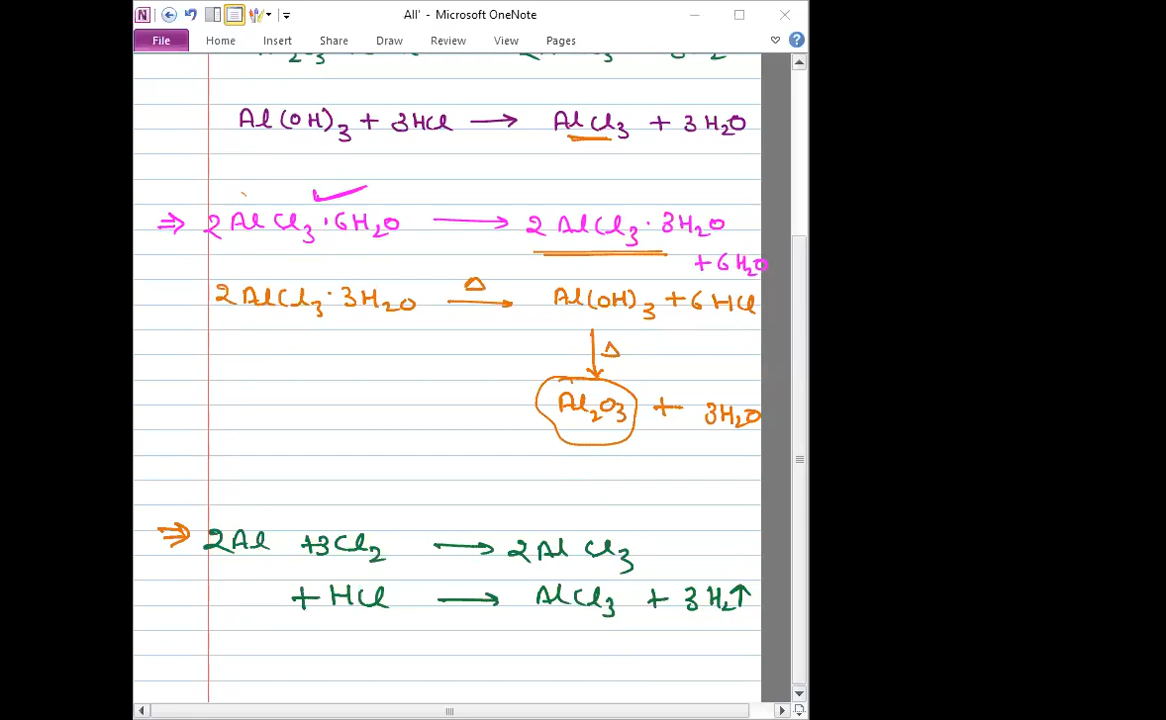 All' - Microsoft OneNote
File Home Insert Share Draw Review View Pages
Al(OH)₃ + 3HCl ⟶ AlCl₃ + 3H₂O
⇒ 2AlCl₃·6H₂O ⟶ 2AlCl₃·3H₂O
+ 6H₂O
2AlCl₃·3H₂O Δ⟶ Al(OH)₃ + 6HCl
↓Δ
Al₂O₃ + 3H₂O
⇒ 2Al + 3Cl₂ ⟶ 2AlCl₃
+ HCl ⟶ AlCl₃ + 3H₂↑